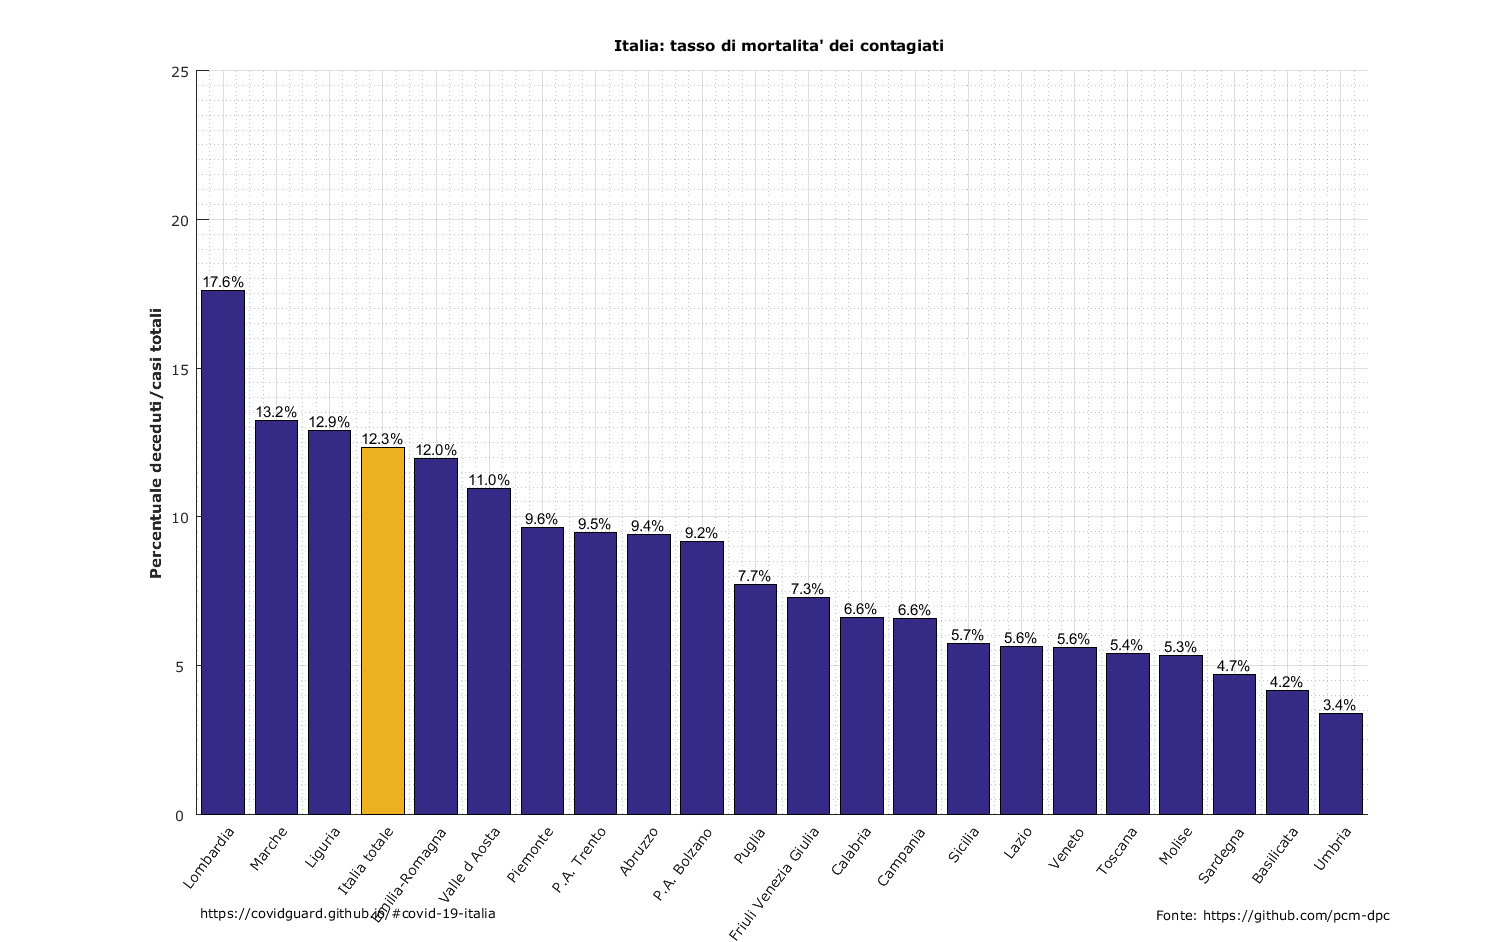 Italia: tasso di mortalita' dei contagiati
Percentuale deceduti/casi totali
25
20
15
10
5
0
17.6%
13.2%
12.9%
12.3%
12.0%
11.0%
9.6%
9.5%
9.4%
9.2%
7.7%
7.3%
6.6%
6.6%
5.7%
5.6%
5.6%
5.4%
5.3%
4.7%
4.2%
3.4%
Lombardia
Marche
Liguria
Italia totale
Emilia-Romagna
Valle d Aosta
Piemonte
P.A. Trento
Abruzzo
P.A. Bolzano
Puglia
Friuli Venezia Giulia
Calabria
Campania
Sicilia
Lazio
Veneto
Toscana
Molise
Sardegna
Basilicata
Umbria
https://covidguard.github.io/#covid-19-italia
Fonte: https://github.com/pcm-dpc